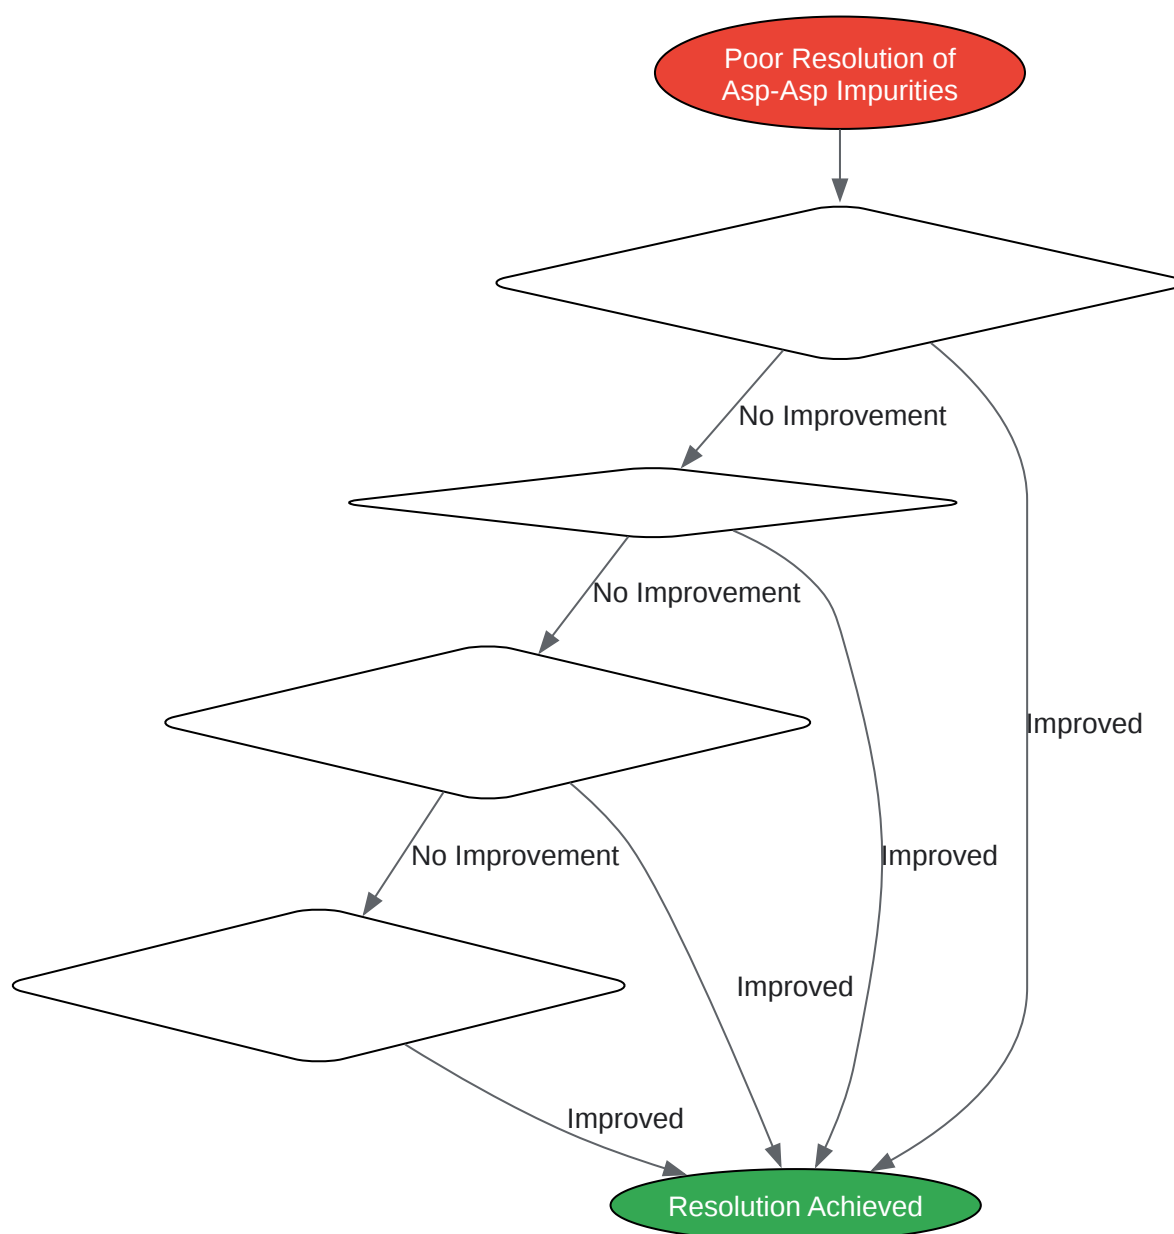 Poor Resolution of
Asp-Asp Impurities
No Improvement
No Improvement
Improved
No Improvement
Improved
Improved
Improved
Resolution Achieved